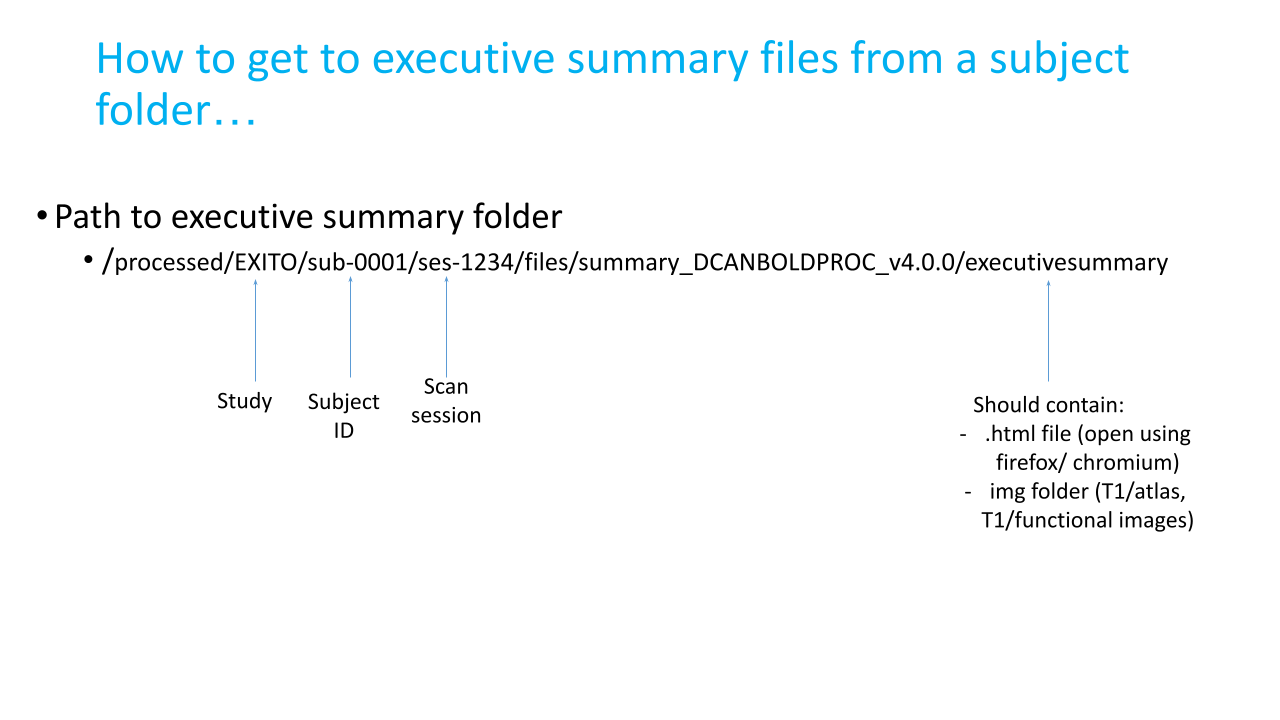 How to get to executive summary files from a subject
folder…
• Path to executive summary folder
• /processed/EXITO/sub-0001/ses-1234/files/summary_DCANBOLDPROC_v4.0.0/executivesummary
Study
Subject
ID
Scan
session
Should contain:
- .html file (open using
firefox/ chromium)
- img folder (T1/atlas,
T1/functional images)